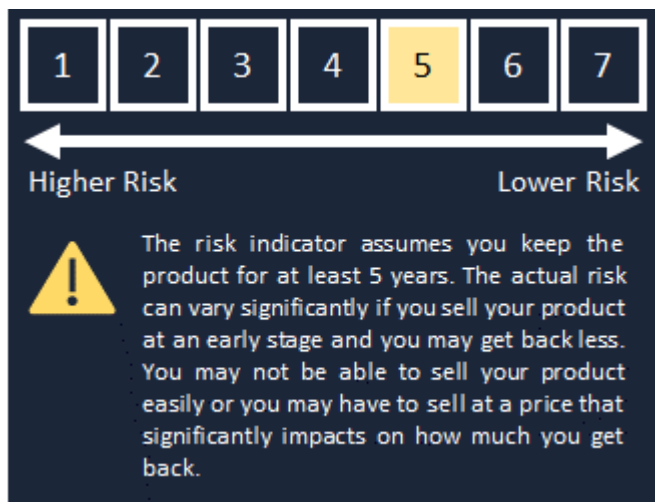 1 2 3 4 5 6 7
Higher Risk Lower Risk
The risk indicator assumes you keep the
product for at least 5 years. The actual risk
can vary significantly if you sell your product
at an early stage and you may get back less.
You may not be able to sell your product
easily or you may have to sell at a price that
significantly impacts on how much you get
back.